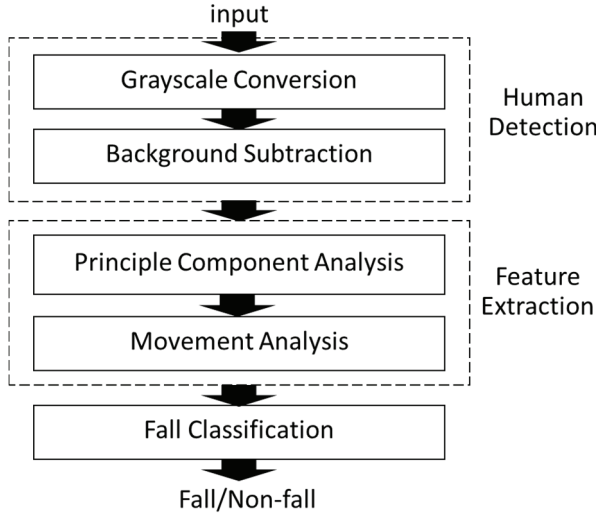 input
Grayscale Conversion
Background Subtraction
Human
Detection
Principle Component Analysis
Movement Analysis
Feature
Extraction
Fall Classification
Fall/Non-fall